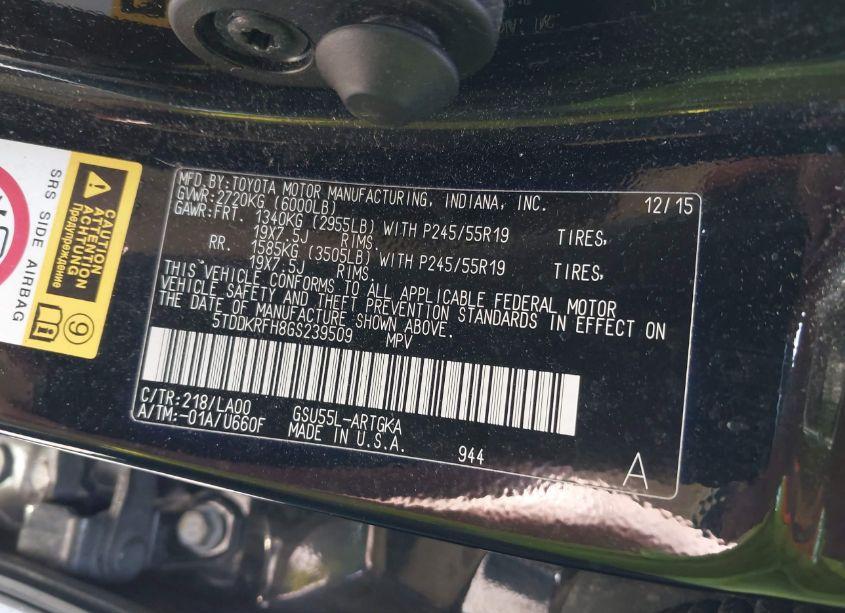 SRS SIDE AIRBAG
CAUTION
ATTENTION
ACHTUNG
Предупреждение
9
MFD.BY:TOYOTA MOTOR MANUFACTURING, INDIANA, INC. 12/15
GVWR:2720KG (6000LB)
GAWR:FRT. 1340KG (2955LB) WITH P245/55R19 TIRES,
19X7.5J RIMS.
RR. 1585KG (3505LB) WITH P245/55R19 TIRES,
19X7.5J RIMS.
THIS VEHICLE CONFORMS TO ALL APPLICABLE FEDERAL MOTOR
VEHICLE SAFETY AND THEFT PREVENTION STANDARDS IN EFFECT ON
THE DATE OF MANUFACTURE SHOWN ABOVE.
5TDDKRFH8GS239509 MPV
C/TR:218/LA00 GSU55L-ARTGKA
A/TM:-01A/U660F MADE IN U.S.A. 944
A